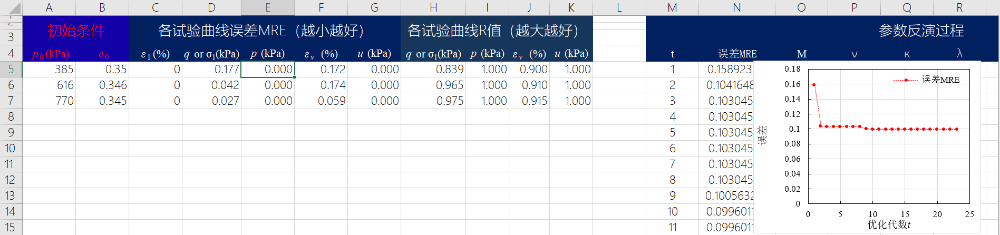 A B C D E F G H I J K L M N O P Q R
初始条件 各试验曲线误差MRE（越小越好） 各试验曲线R值（越大越好） 参数反演过程
2
3
4 p0 (kPa) e0 ε1 (%) q or σ1(kPa) p (kPa) εv (%) u (kPa) q or σ1(kPa) p (kPa) εv (%) u (kPa) t 误差MRE M ν κ λ
5 385 0.35 0 0.177 0.000 0.172 0.000 0.839 1.000 0.900 1.000 1
6 616 0.346 0 0.042 0.000 0.174 0.000 0.965 1.000 0.910 1.000 2 0.1041648
7 770 0.345 0 0.027 0.000 0.059 0.000 0.975 1.000 0.915 1.000 3 0.103045
8 4 0.103045
9 5 0.103045
10 6 0.103045
11 7 0.103045
12 8 0.103045
13 9 0.1005632
14 10 0.099601
15 11 0.099601
误差MRE
0.18
0.16
0.14
0.12
0.1
0.08
0.06
0.04
0.02
0
误差
0 5 10 15 20 25
优化代数t